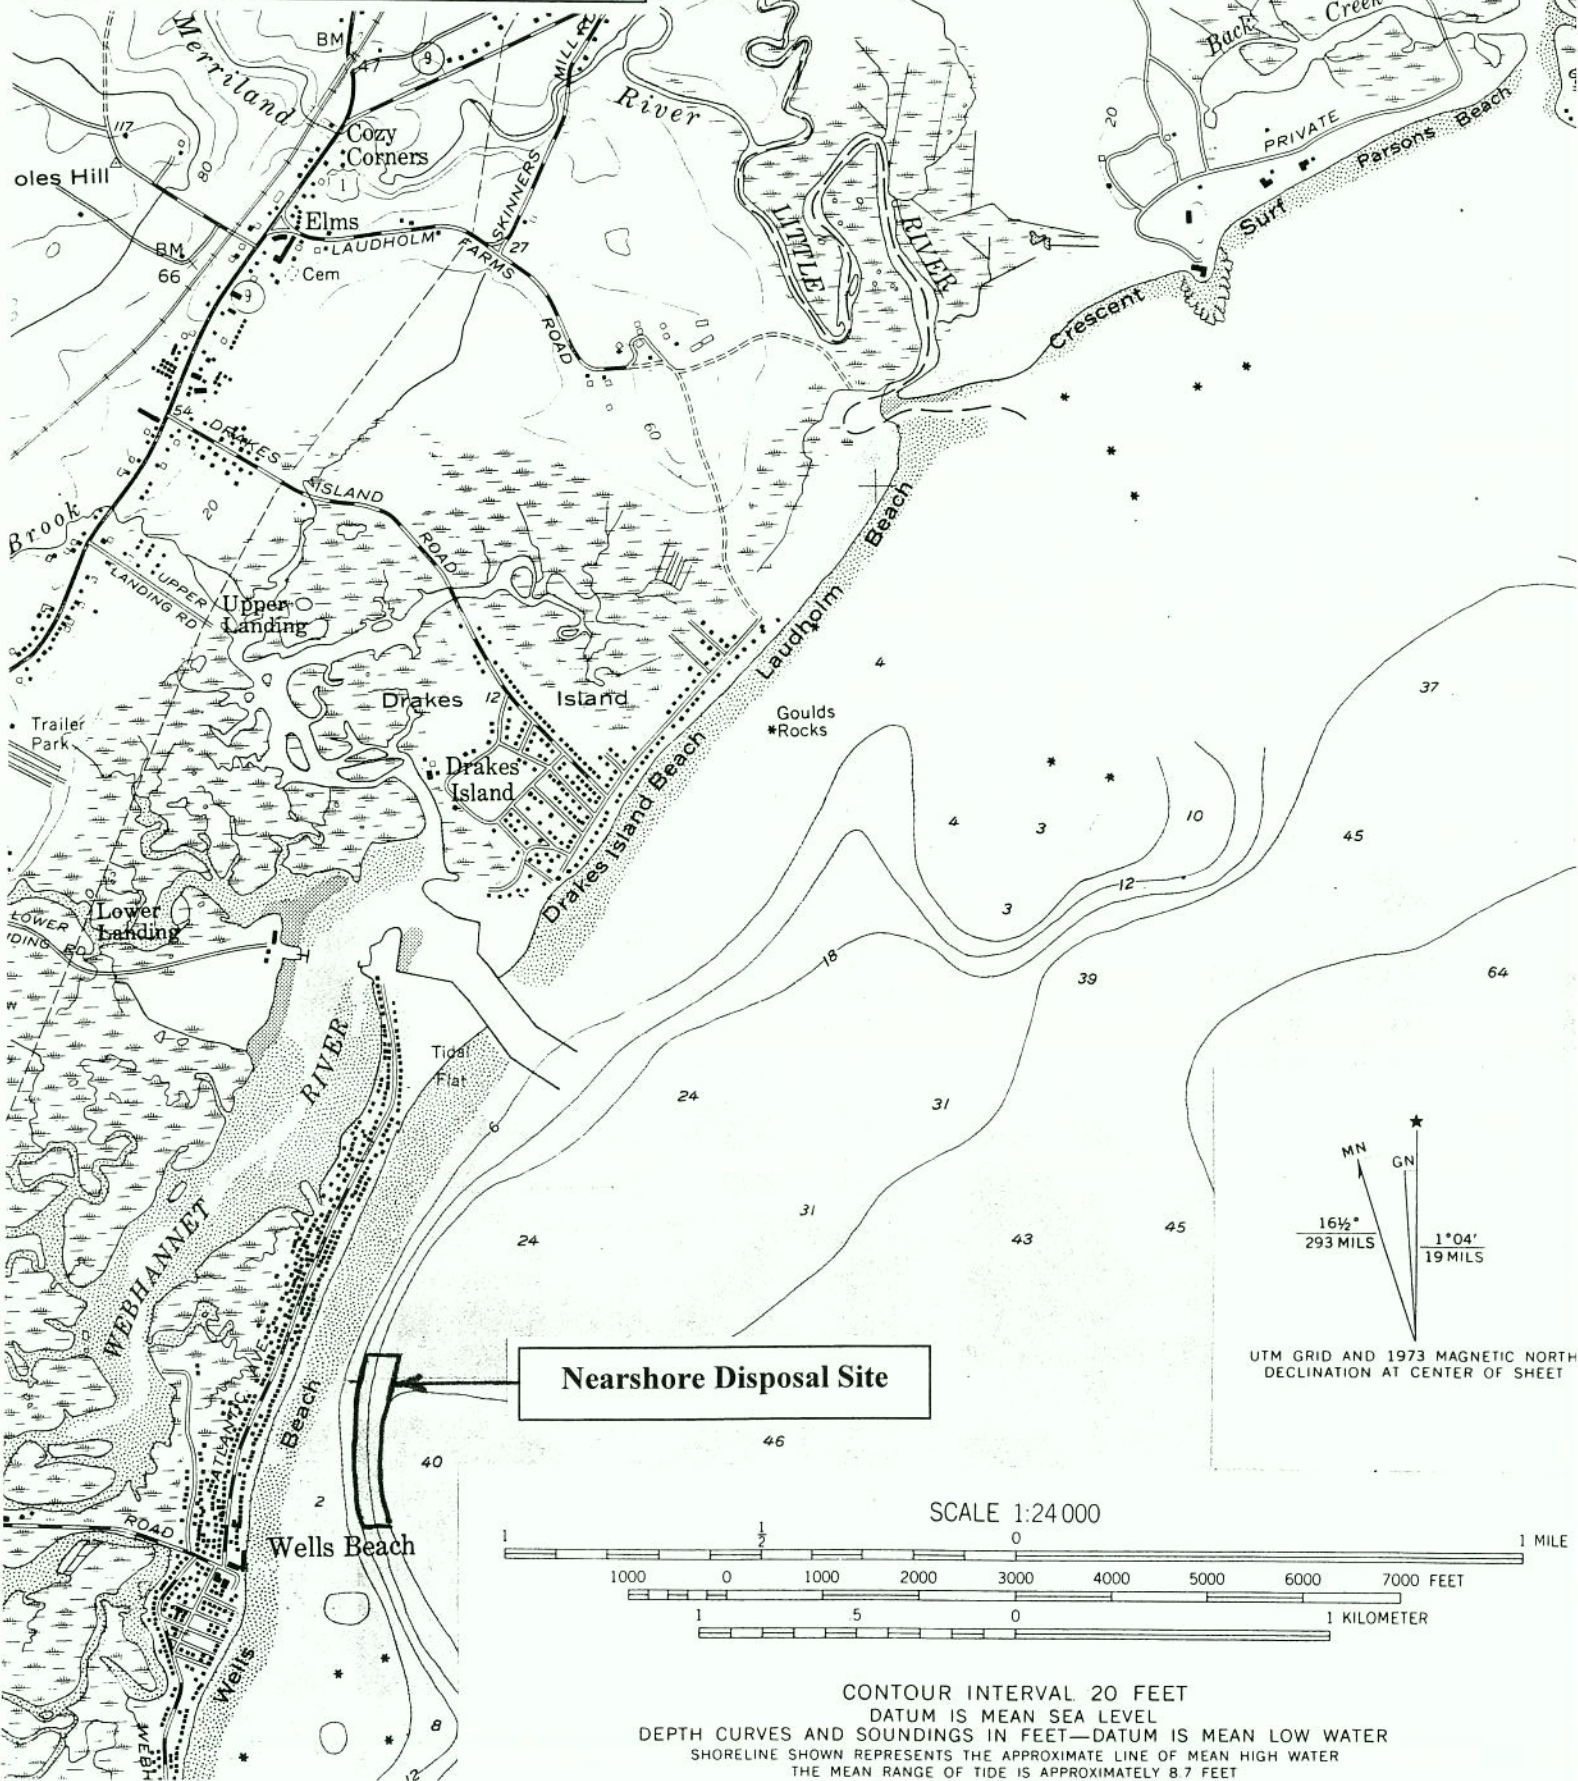 Merriland
BM
47
9
MILL R
River
Back
Creek
Cozy
Corners
117
80
oles Hill
1
Elms
LAUDHOLM
FARMS
SKINNERS
27
ROAD
BM
66
Cem
9
LITTLE
RIVER
20
PRIVATE
Surf
Parsons Beach
Crescent
54
DRAKES
ISLAND
ROAD
60
20
Brook
UPPER
LANDING RD
Upper
Landing
Laudholm Beach
4
37
Drakes Island
12
Goulds
Rocks
Trailer
Park
Drakes
Island
Drakes Island Beach
4
3
10
45
12
3
LOWER
DING RD
Lower
Landing
18
39
64
W
RIVER
Tidal
Flat
24
31
6
MN
GN
31
24
43
45
16½°
293 MILS
1°04'
19 MILS
WEBHANNET
UTM GRID AND 1973 MAGNETIC NORTH
DECLINATION AT CENTER OF SHEET
Nearshore Disposal Site
ATLANTIC AVE
Beach
46
40
2
ROAD
Wells Beach
SCALE 1:24 000
1 ½ 0 1 MILE
1000 0 1000 2000 3000 4000 5000 6000 7000 FEET
1 .5 0 1 KILOMETER
Wells
WEBH
8
12
CONTOUR INTERVAL 20 FEET
DATUM IS MEAN SEA LEVEL
DEPTH CURVES AND SOUNDINGS IN FEET—DATUM IS MEAN LOW WATER
SHORELINE SHOWN REPRESENTS THE APPROXIMATE LINE OF MEAN HIGH WATER
THE MEAN RANGE OF TIDE IS APPROXIMATELY 8.7 FEET